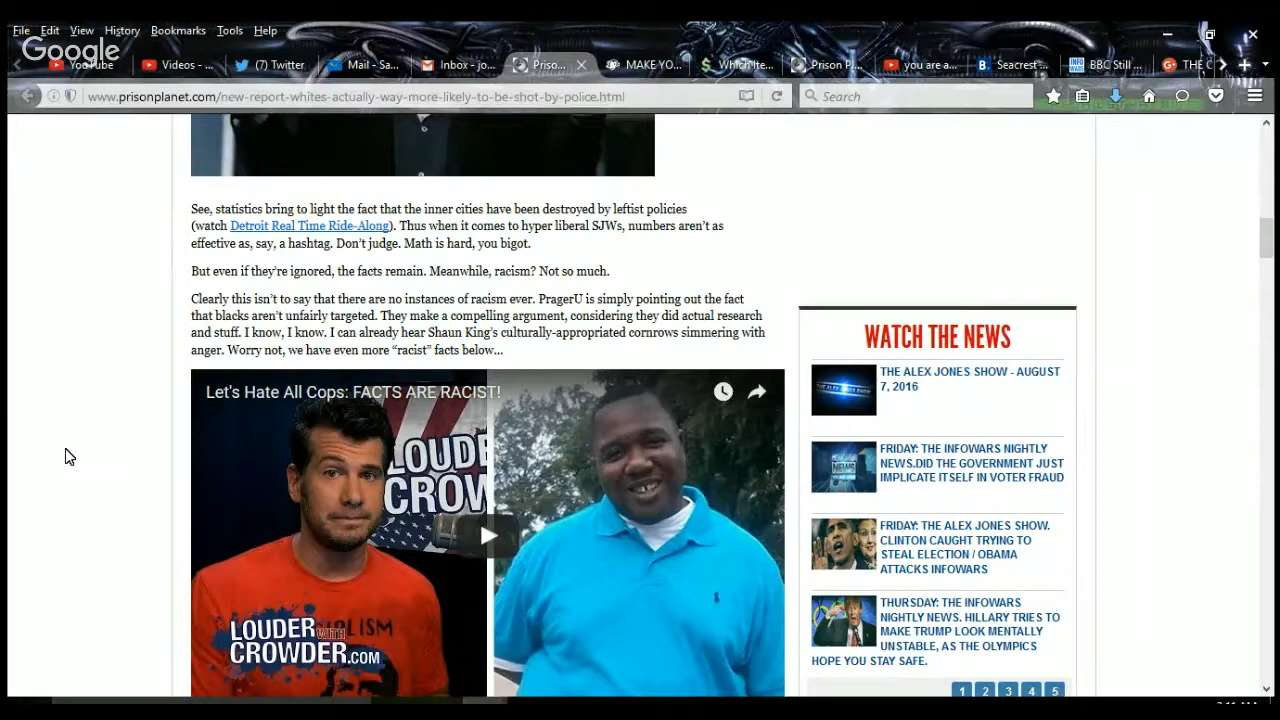 File Edit View History Bookmarks Tools Help
Google
YouTube Videos - ... (7) Twitter Mail - Sa... Inbox - jo... Priso... MAKE YO... Which Ite... Prison Pl... you are a... Seacrest ... BBC Still ... THE C
www.prisonplanet.com/new-report-whites-actually-way-more-likely-to-be-shot-by-police.html
Search
See, statistics bring to light the fact that the inner cities have been destroyed by leftist policies
(watch Detroit Real Time Ride-Along). Thus when it comes to hyper liberal SJWs, numbers aren't as
effective as, say, a hashtag. Don't judge. Math is hard, you bigot.
But even if they're ignored, the facts remain. Meanwhile, racism? Not so much.
Clearly this isn't to say that there are no instances of racism ever. PragerU is simply pointing out the fact
that blacks aren't unfairly targeted. They make a compelling argument, considering they did actual research
and stuff. I know, I know. I can already hear Shaun King's culturally-appropriated cornrows simmering with
anger. Worry not, we have even more "racist" facts below...
Let's Hate All Cops: FACTS ARE RACIST!
LOUDER
CROW
LOUDER WITH
CROWDER.COM
WATCH THE NEWS
THE ALEX JONES SHOW - AUGUST
7, 2016
FRIDAY: THE INFOWARS NIGHTLY
NEWS.DID THE GOVERNMENT JUST
IMPLICATE ITSELF IN VOTER FRAUD
FRIDAY: THE ALEX JONES SHOW.
CLINTON CAUGHT TRYING TO
STEAL ELECTION / OBAMA
ATTACKS INFOWARS
THURSDAY: THE INFOWARS
NIGHTLY NEWS. HILLARY TRIES TO
MAKE TRUMP LOOK MENTALLY
UNSTABLE, AS THE OLYMPICS
HOPE YOU STAY SAFE.
1 2 3 4 5